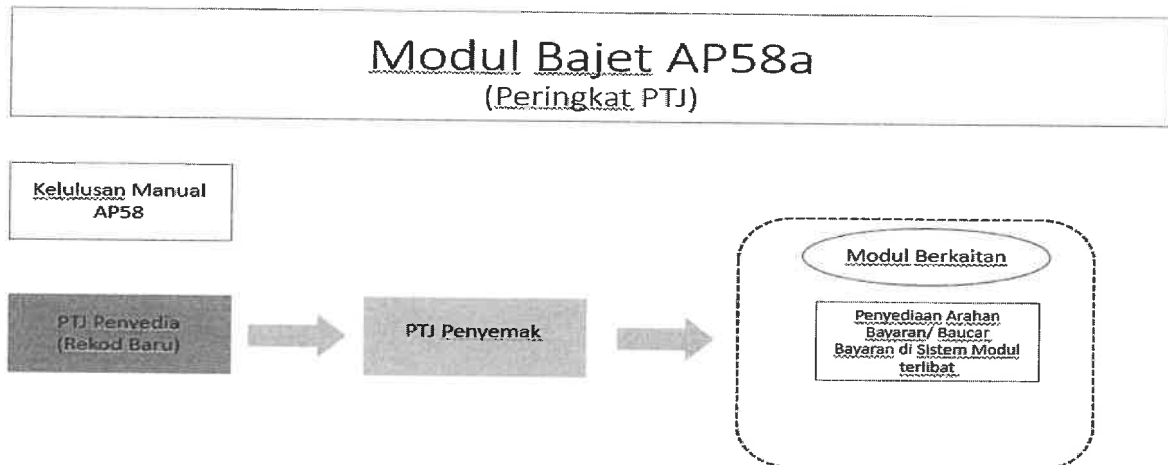 Modul Bajet AP58a
(Peringkat PTJ)
Kelulusan Manual
AP58
PTJ Penyedia
(Rekod Baru)
PTJ Penyemak
Modul Berkaitan
Penyediaan Arahan
Bayaran/ Baucar
Bayaran di Sistem Modul
terlibat